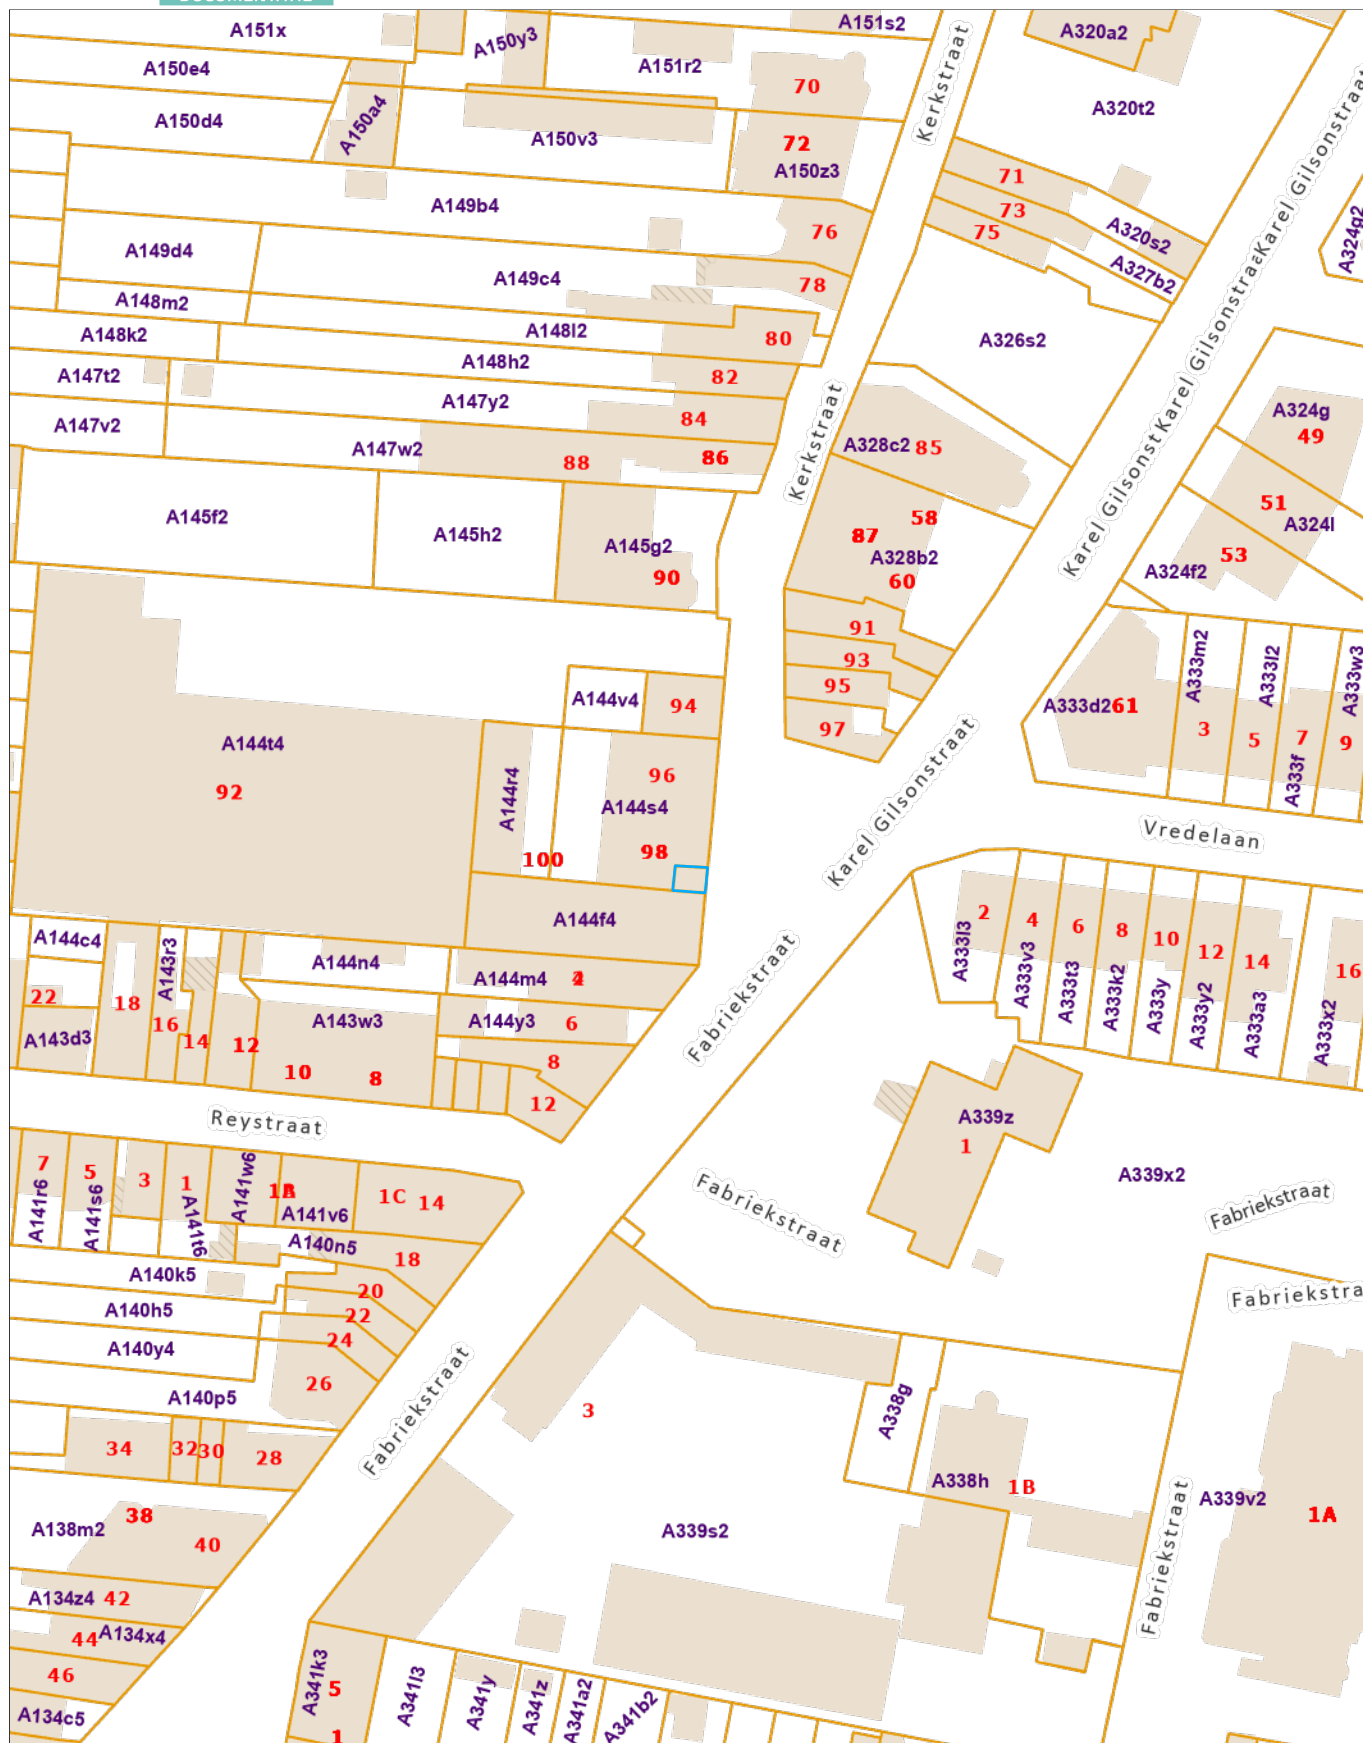 A151x
A150y3
A151s2
A320a2
A150e4
A151r2
70
A320t2
A150d4
A150a4
A150v3
72
A150z3
Kerkstraat
Karel Gilsonstraat
71
73
75
A320s2
A327b2
A324g2
A149b4
76
A149d4
A149c4
78
A148m2
A148k2
A148l2
80
A326s2
A148h2
82
A147t2
A147y2
84
A147v2
A147w2
88
86
Kerkstraat
A328c2
85
A324g
49
A145f2
A145h2
A145g2
90
87
58
A328b2
60
Karel Gilsonst
Karel Gilsonstra
51
A324l
53
A324f2
91
93
95
97
A333d2
61
A333m2
3
A333l2
5
7
A333f
A333w3
9
A144v4
94
A144t4
92
A144r4
96
A144s4
98
100
Karel Gilsonstraat
Vredelaan
A144f4
2
A333l3
4
A333v3
6
A333t3
8
A333k2
10
A333y
12
A333y2
14
A333a3
16
A333x2
A144c4
A143r3
A144n4
A144m4
22
18
16
14
12
A143d3
A143w3
10
8
A144y3
6
8
12
Fabriekstraat
A339z
1
A339x2
Reystraat
7
A141r6
5
A141s6
3
1
A141t6
A141w6
A141v6
1C
14
Fabriekstraat
Fabriekstraat
Fabriekstra
A140n5
18
A140k5
20
A140h5
22
24
A140y4
26
A140p5
34
32
30
28
Fabriekstraat
3
A338g
A338h
1B
A339v2
1A
A339s2
Fabriekstraat
38
A138m2
40
A134z4
42
44
A134x4
46
A134c5
A341k3
5
1
A341l3
A341y
A341z
A341a2
A341b2